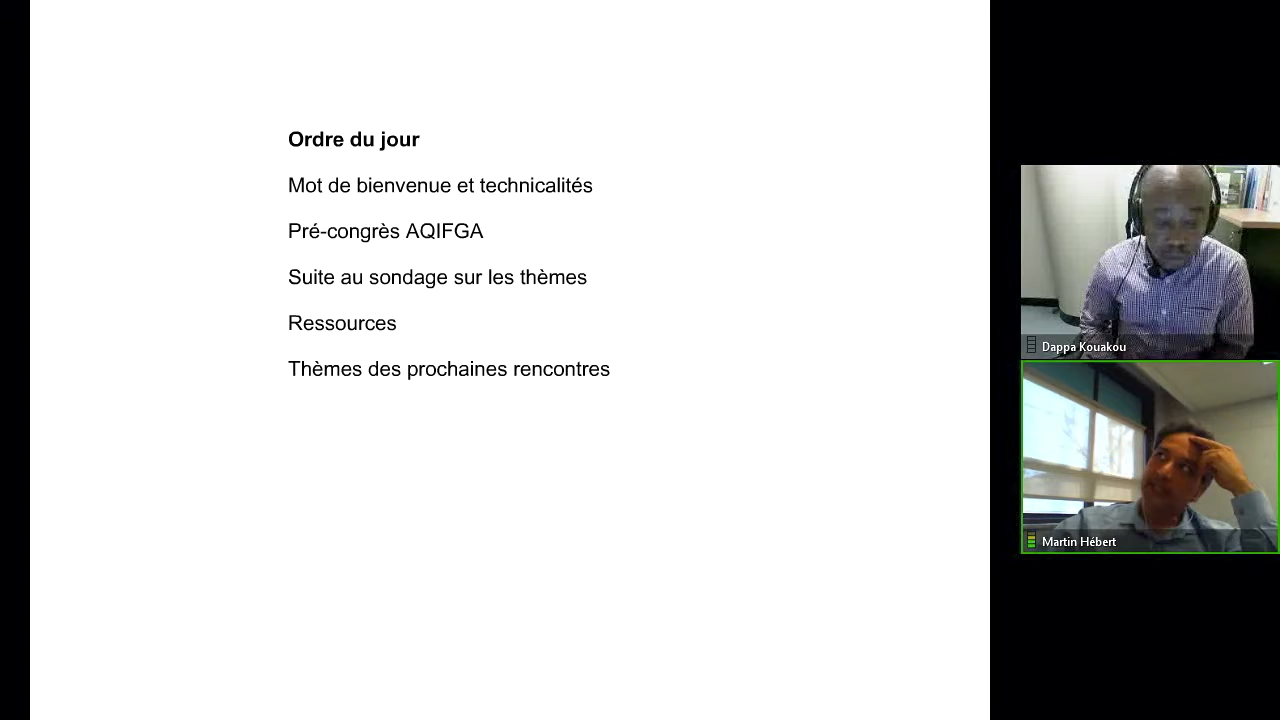 Ordre du jour
Mot de bienvenue et technicalités
Pré-congrès AQIFGA
Suite au sondage sur les thèmes
Ressources
Thèmes des prochaines rencontres
Dappa Kouakou
Martin Hébert